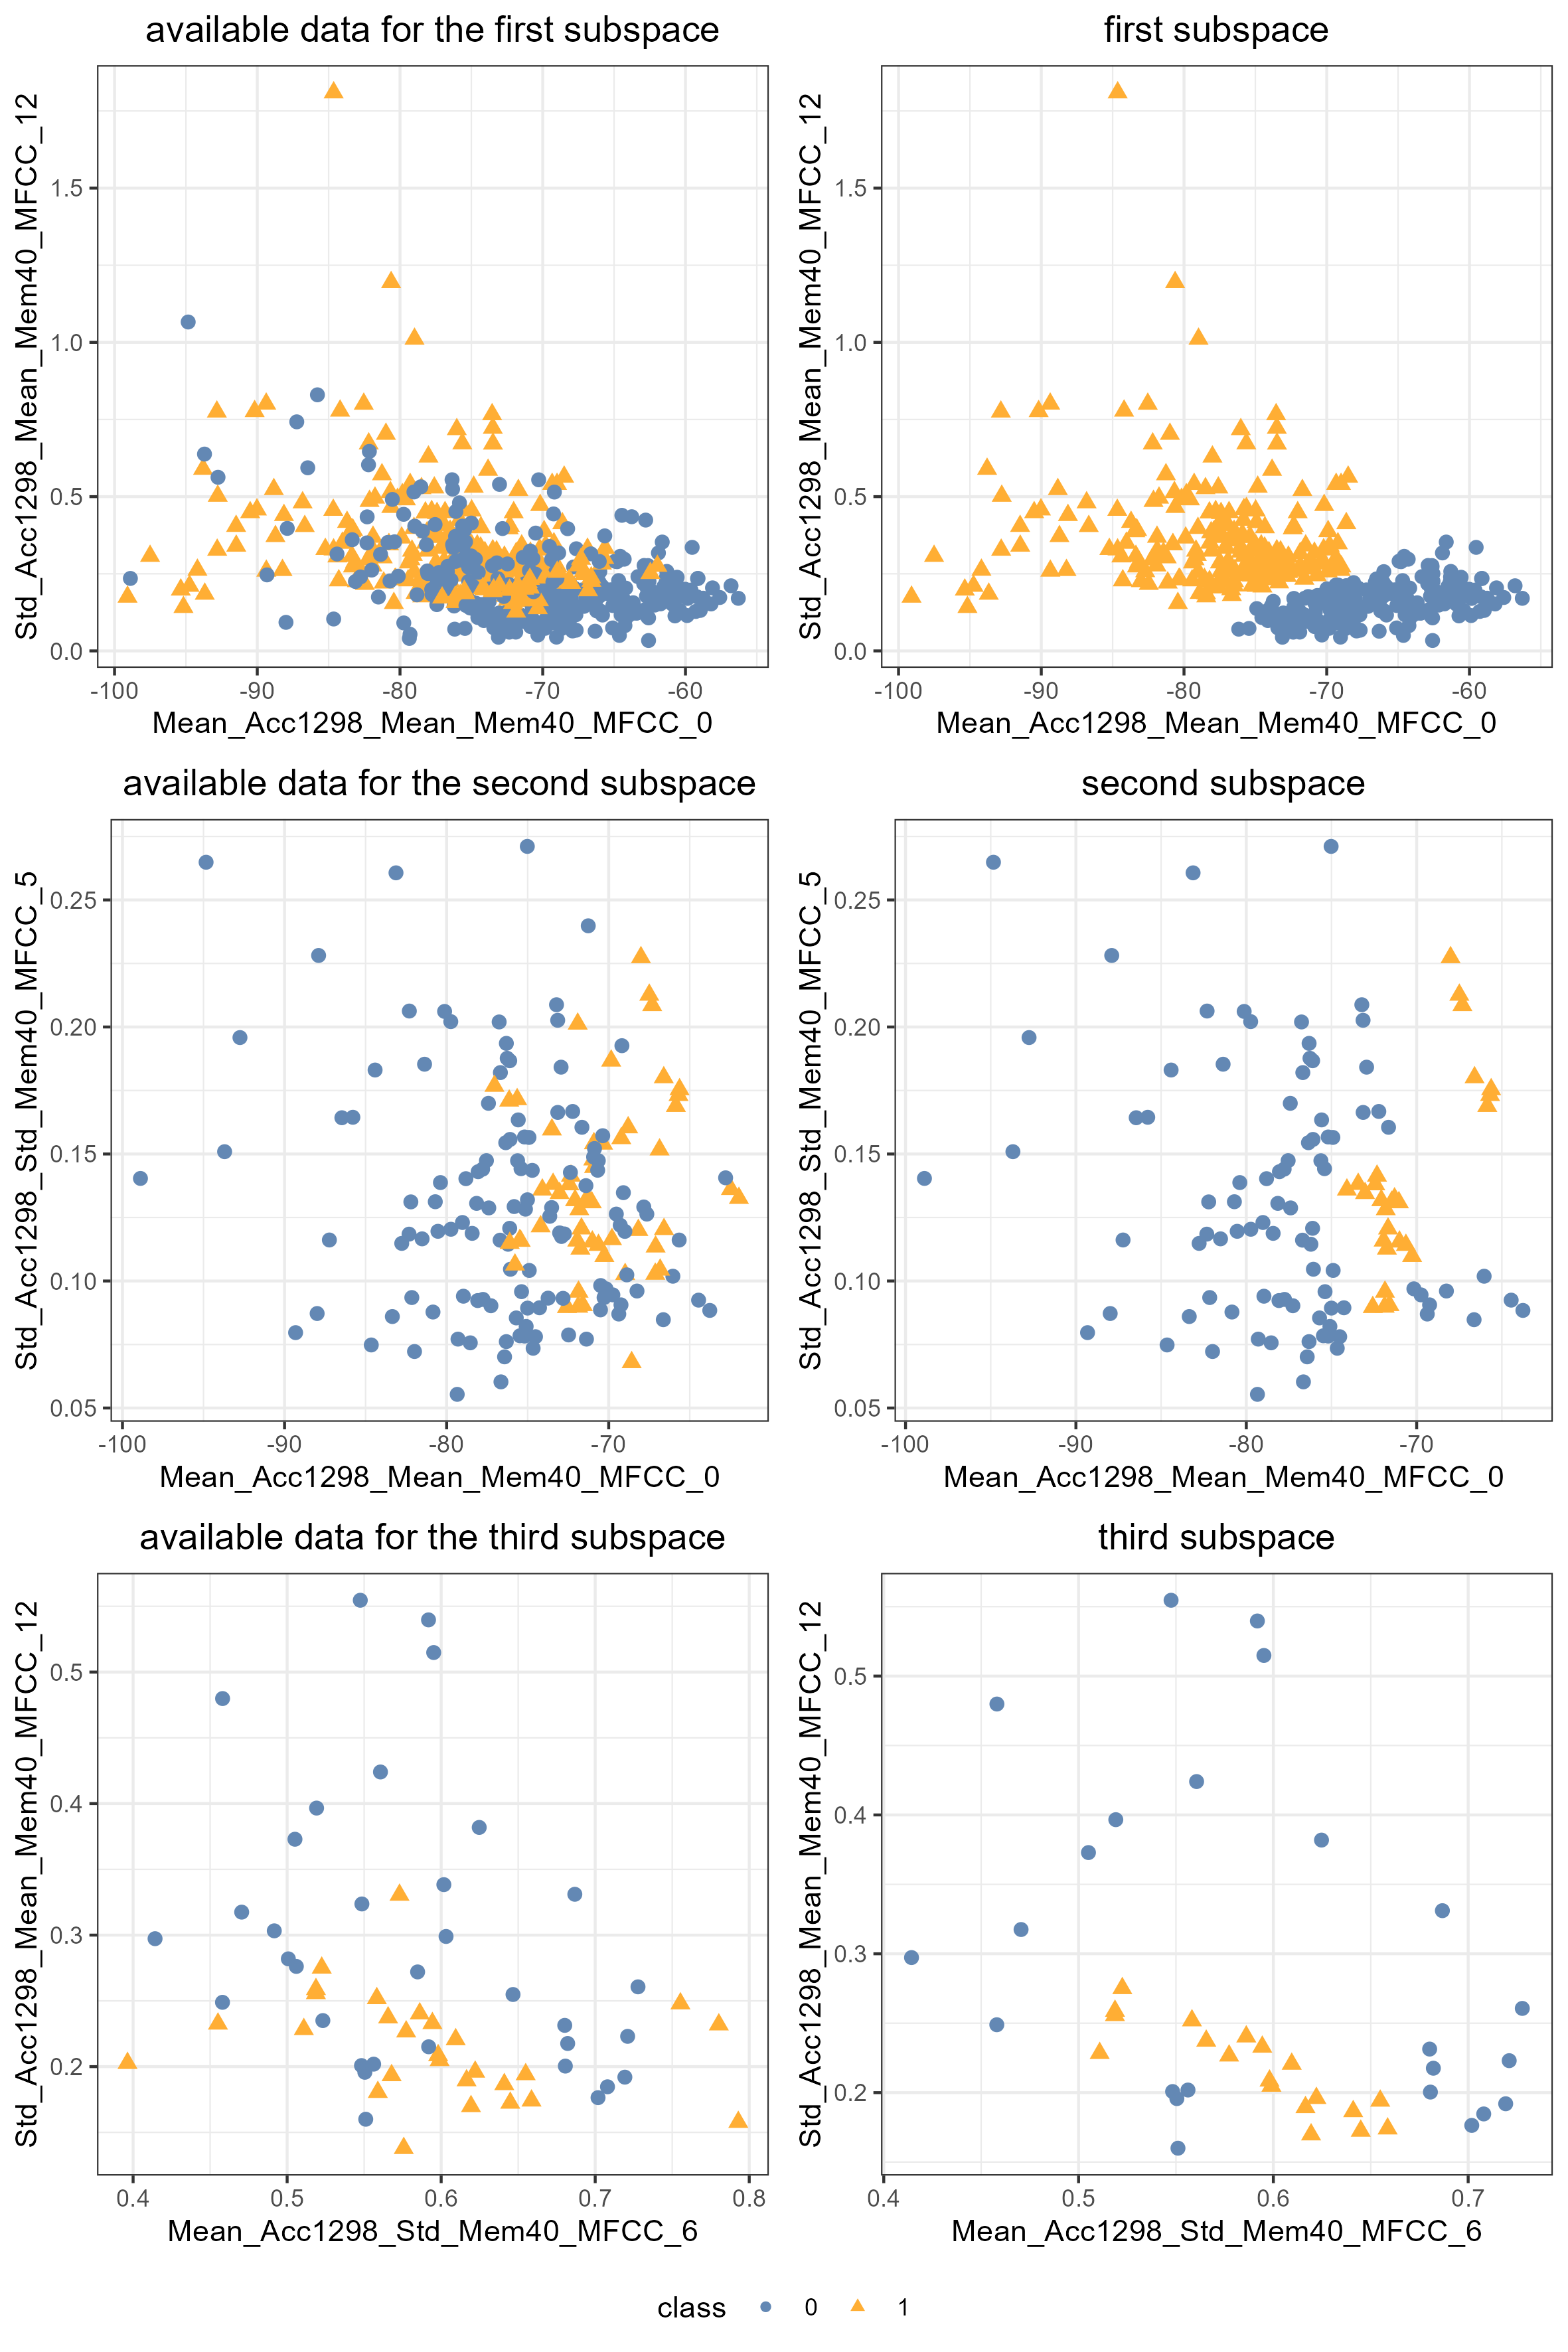 available data for the first subspace
first subspace
Std_Acc1298_Mean_Mem40_MFCC_12
1.5
1.0
0.5
0.0
-100 -90 -80 -70 -60
Mean_Acc1298_Mean_Mem40_MFCC_0
Std_Acc1298_Mean_Mem40_MFCC_12
1.5
1.0
0.5
0.0
-100 -90 -80 -70 -60
Mean_Acc1298_Mean_Mem40_MFCC_0
available data for the second subspace
second subspace
Std_Acc1298_Std_Mem40_MFCC_5
0.25
0.20
0.15
0.10
0.05
-100 -90 -80 -70
Mean_Acc1298_Mean_Mem40_MFCC_0
Std_Acc1298_Std_Mem40_MFCC_5
0.25
0.20
0.15
0.10
0.05
-100 -90 -80 -70
Mean_Acc1298_Mean_Mem40_MFCC_0
available data for the third subspace
third subspace
Std_Acc1298_Mean_Mem40_MFCC_12
0.5
0.4
0.3
0.2
0.4 0.5 0.6 0.7 0.8
Mean_Acc1298_Std_Mem40_MFCC_6
Std_Acc1298_Mean_Mem40_MFCC_12
0.5
0.4
0.3
0.2
0.4 0.5 0.6 0.7
Mean_Acc1298_Std_Mem40_MFCC_6
class 0 1